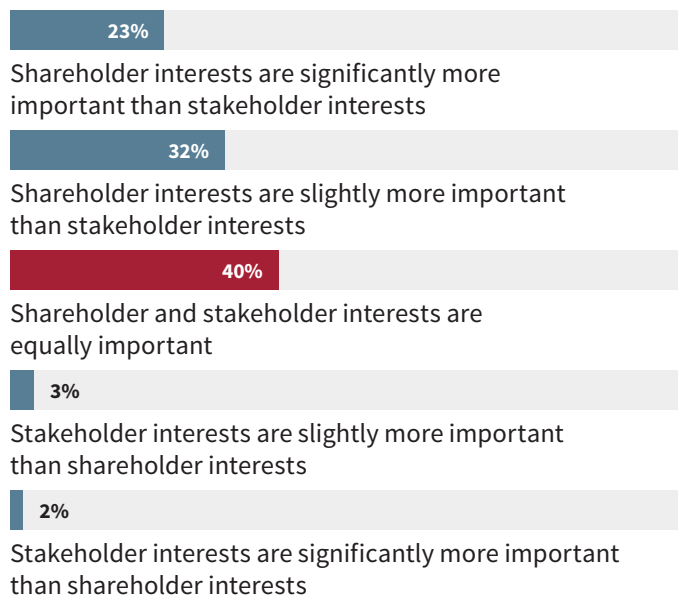 23%
Shareholder interests are significantly more
important than stakeholder interests
32%
Shareholder interests are slightly more important
than stakeholder interests
40%
Shareholder and stakeholder interests are
equally important
3%
Stakeholder interests are slightly more important
than shareholder interests
2%
Stakeholder interests are significantly more important
than shareholder interests